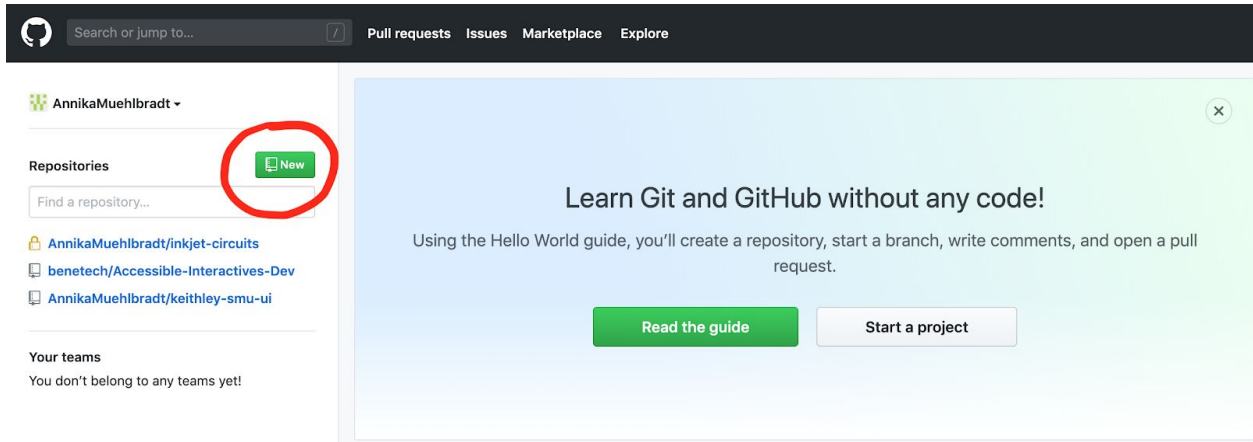 Search or jump to...
/
Pull requests Issues Marketplace Explore
AnnikaMuehlbradt
Repositories
New
Find a repository...
AnnikaMuehlbradt/inkjet-circuits
benetech/Accessible-Interactives-Dev
AnnikaMuehlbradt/keithley-smu-ui
Your teams
You don't belong to any teams yet!
Learn Git and GitHub without any code!
Using the Hello World guide, you'll create a repository, start a branch, write comments, and open a pull
request.
Read the guide
Start a project